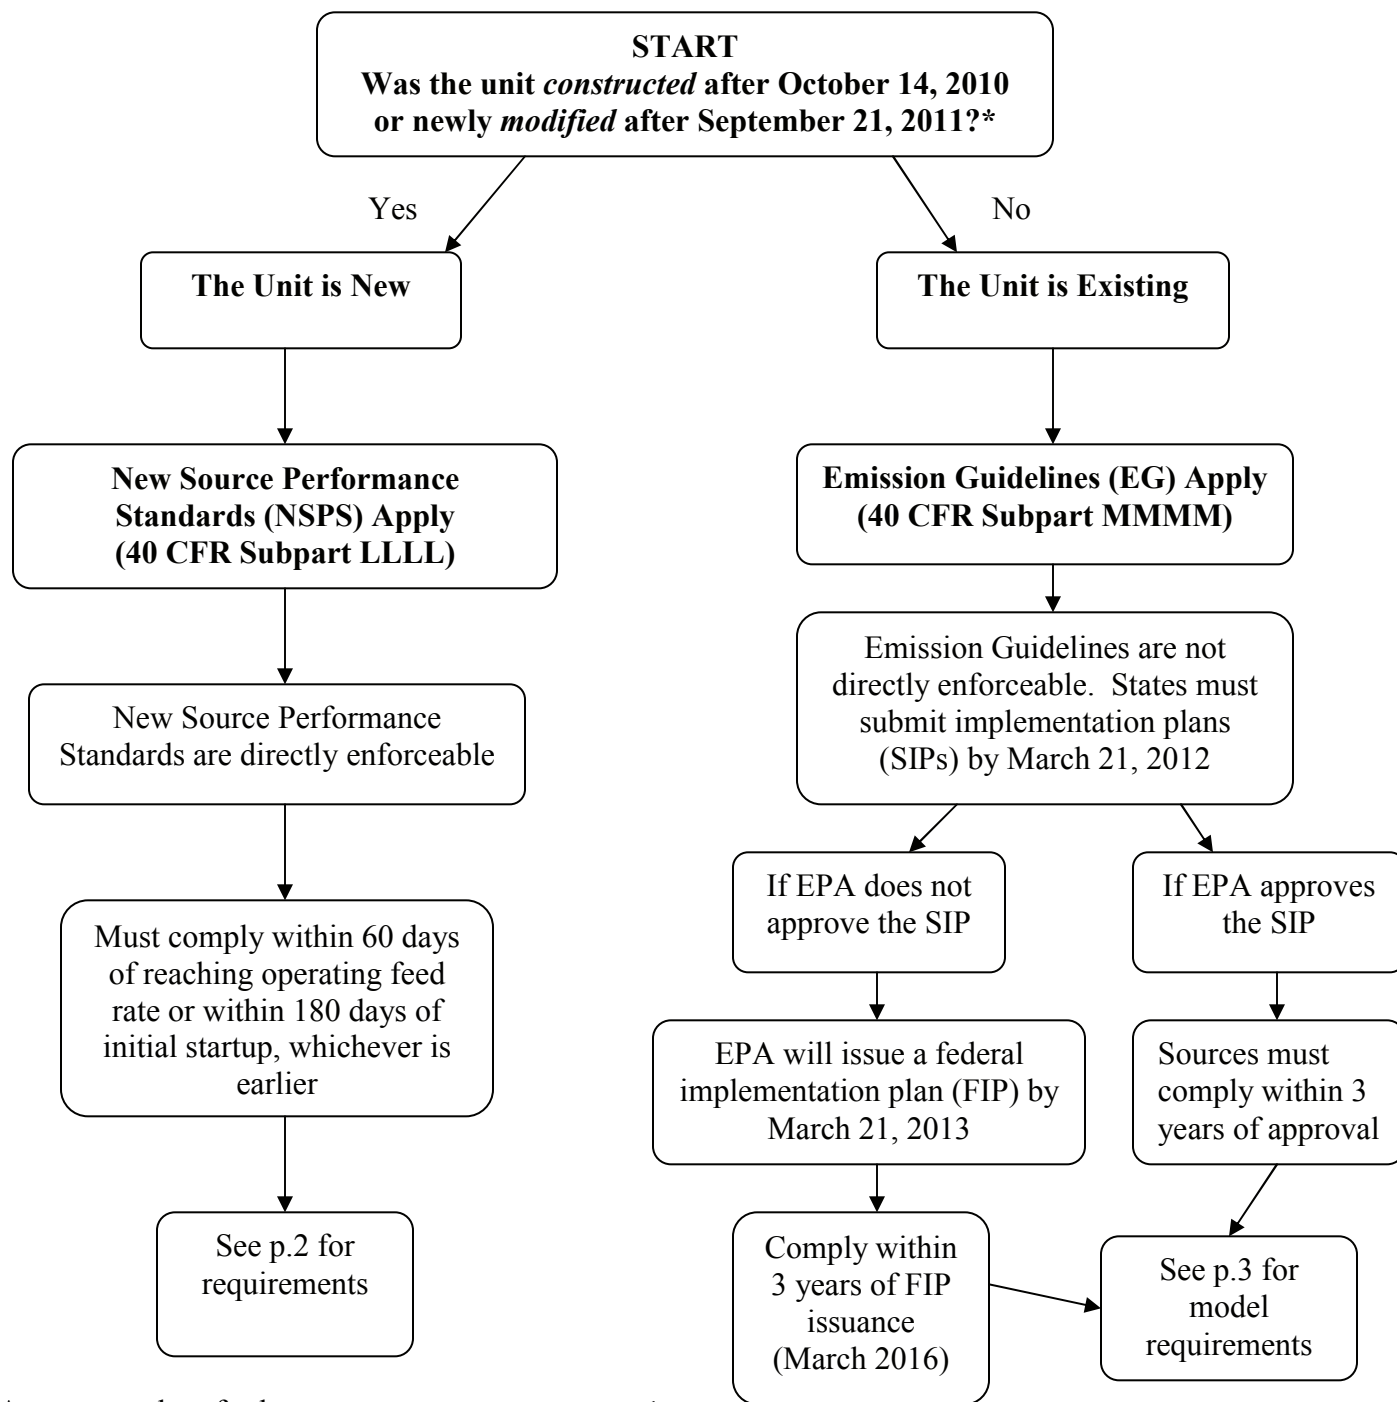 START
Was the unit constructed after October 14, 2010
or newly modified after September 21, 2011?*
Yes
No
The Unit is New
The Unit is Existing
New Source Performance
Standards (NSPS) Apply
(40 CFR Subpart LLLL)
Emission Guidelines (EG) Apply
(40 CFR Subpart MMMM)
New Source Performance
Standards are directly enforceable
Emission Guidelines are not
directly enforceable.  States must
submit implementation plans
(SIPs) by March 21, 2012
Must comply within 60 days
of reaching operating feed
rate or within 180 days of
initial startup, whichever is
earlier
If EPA does not
approve the SIP
If EPA approves
the SIP
EPA will issue a federal
implementation plan (FIP) by
March 21, 2013
Sources must
comply within 3
years of approval
See p.2 for
requirements
Comply within
3 years of FIP
issuance
(March 2016)
See p.3 for
model
requirements